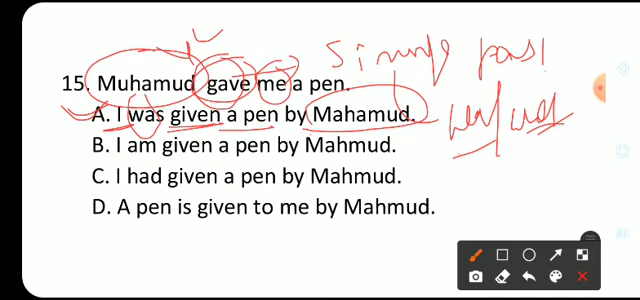 simple past
15. Muhamud gave me a pen.
A. I was given a pen by Mahamud.
B. I am given a pen by Mahmud.
C. I had given a pen by Mahmud.
D. A pen is given to me by Mahmud.